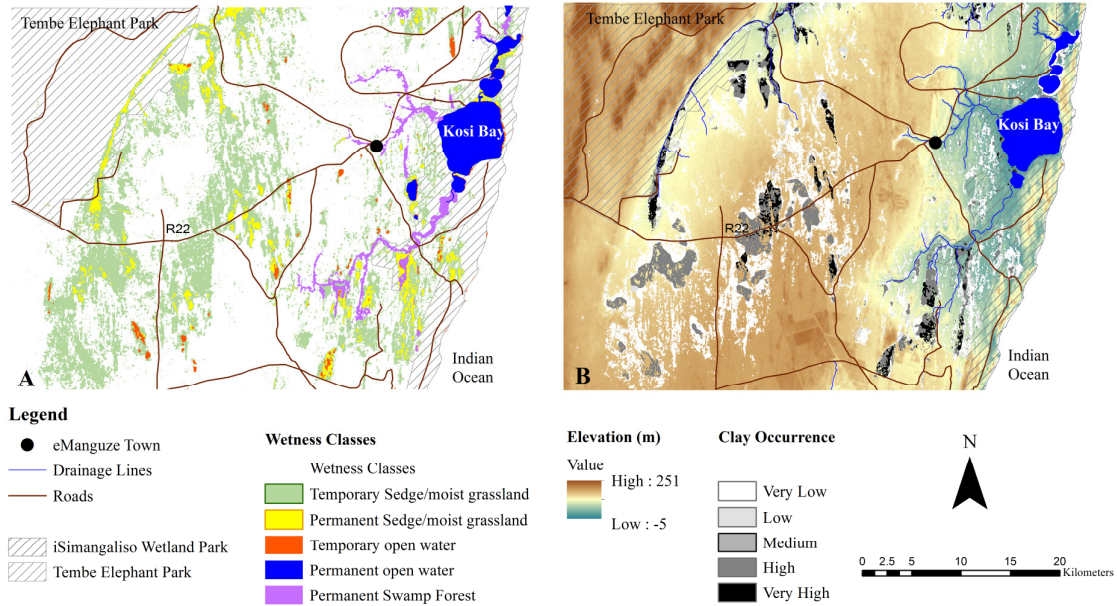 Tembe Elephant Park
Kosi Bay
R22
A
Indian
Ocean
Tembe Elephant Park
Kosi Bay
R22
B
Indian
Ocean
Legend
eManguze Town
Drainage Lines
Roads
iSimangaliso Wetland Park
Tembe Elephant Park
Wetness Classes
Wetness Classes
Temporary Sedge/moist grassland
Permanent Sedge/moist grassland
Temporary open water
Permanent open water
Permanent Swamp Forest
Elevation (m)
Value
High : 251
Low : -5
Clay Occurrence
Very Low
Low
Medium
High
Very High
N
0 2.5 5 10 15 20
Kilometers